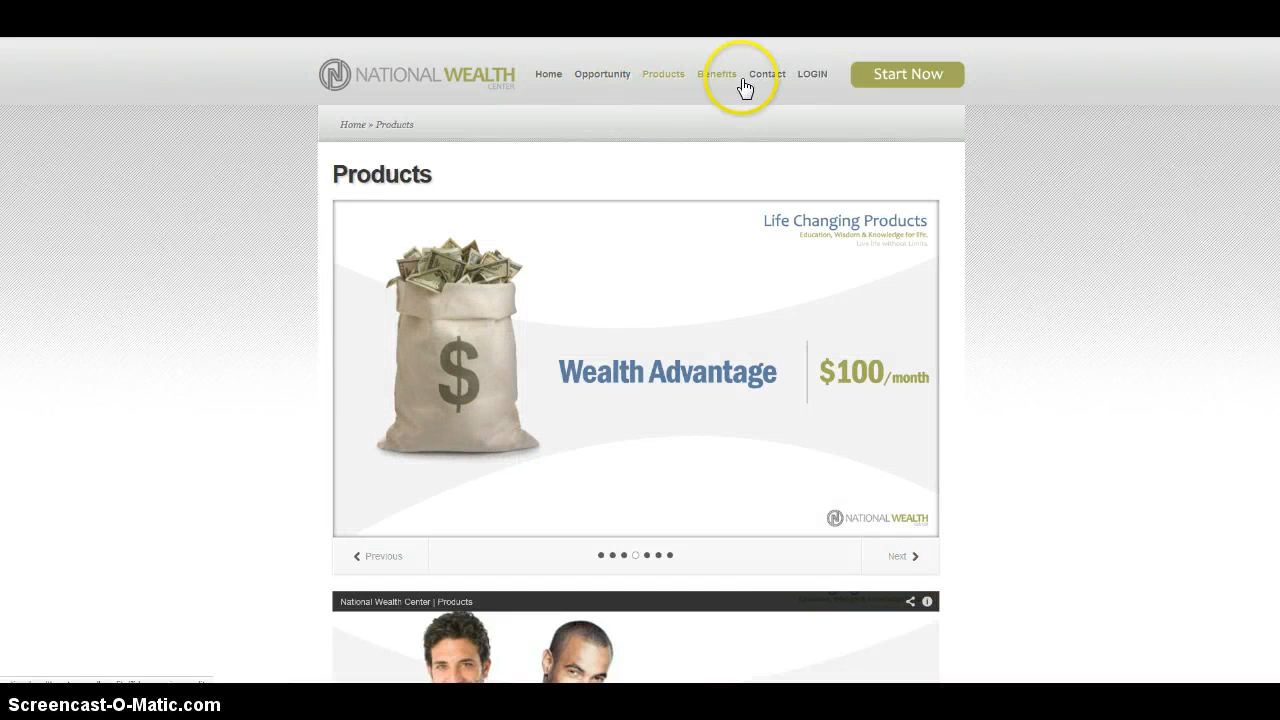 NATIONAL WEALTH
CENTER
Home Opportunity Products Benefits Contact LOGIN
Start Now
Home » Products
Products
Life Changing Products
Education, Wisdom & Knowledge for life.
Live life without Limits.
$
Wealth Advantage $100/month
NATIONAL WEALTH
CENTER
Previous
Next
National Wealth Center | Products
Screencast-O-Matic.com